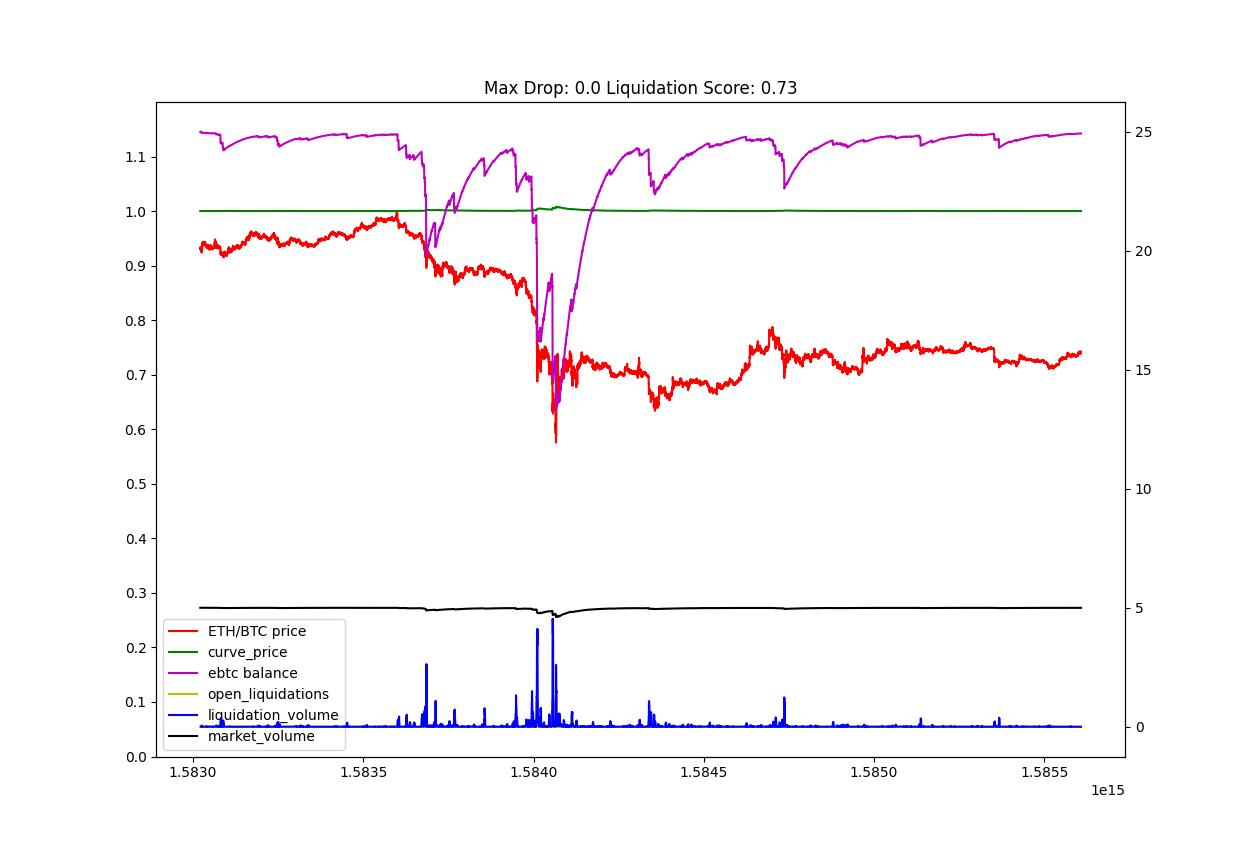 Max Drop: 0.0 Liquidation Score: 0.73
1.1
1.0
0.9
0.8
0.7
0.6
0.5
0.4
0.3
0.2
0.1
0.0
25
20
15
10
5
0
ETH/BTC price
curve_price
ebtc balance
open_liquidations
liquidation_volume
market_volume
1.5830 1.5835 1.5840 1.5845 1.5850 1.5855
1e15